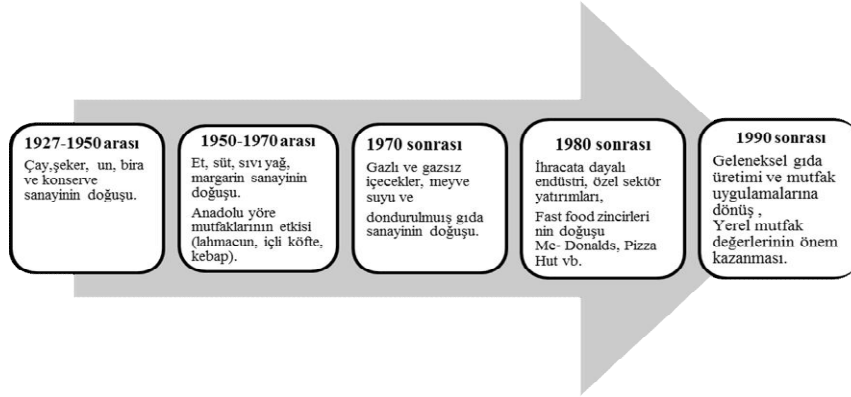 1927-1950 arası
Çay,şeker, un, bira
ve konserve
sanayinin doğuşu.
1950-1970 arası
Et, süt, sıvı yağ,
margarin sanayinin
doğuşu.
Anadolu yöre
mutfaklarının etkisi
(lahmacun, içli köfte,
kebap).
1970 sonrası
Gazlı ve gazsız
içecekler, meyve
suyu ve
dondurulmuş gıda
sanayinin doğuşu.
1980 sonrası
İhracata dayalı
endüstri, özel sektör
yatırımları,
Fast food zincirleri
nin doğuşu
Mc- Donalds, Pizza
Hut vb.
1990 sonrası
Geleneksel gıda
üretimi ve mutfak
uygulamalarına
dönüş ,
Yerel mutfak
değerlerinin önem
kazanması.